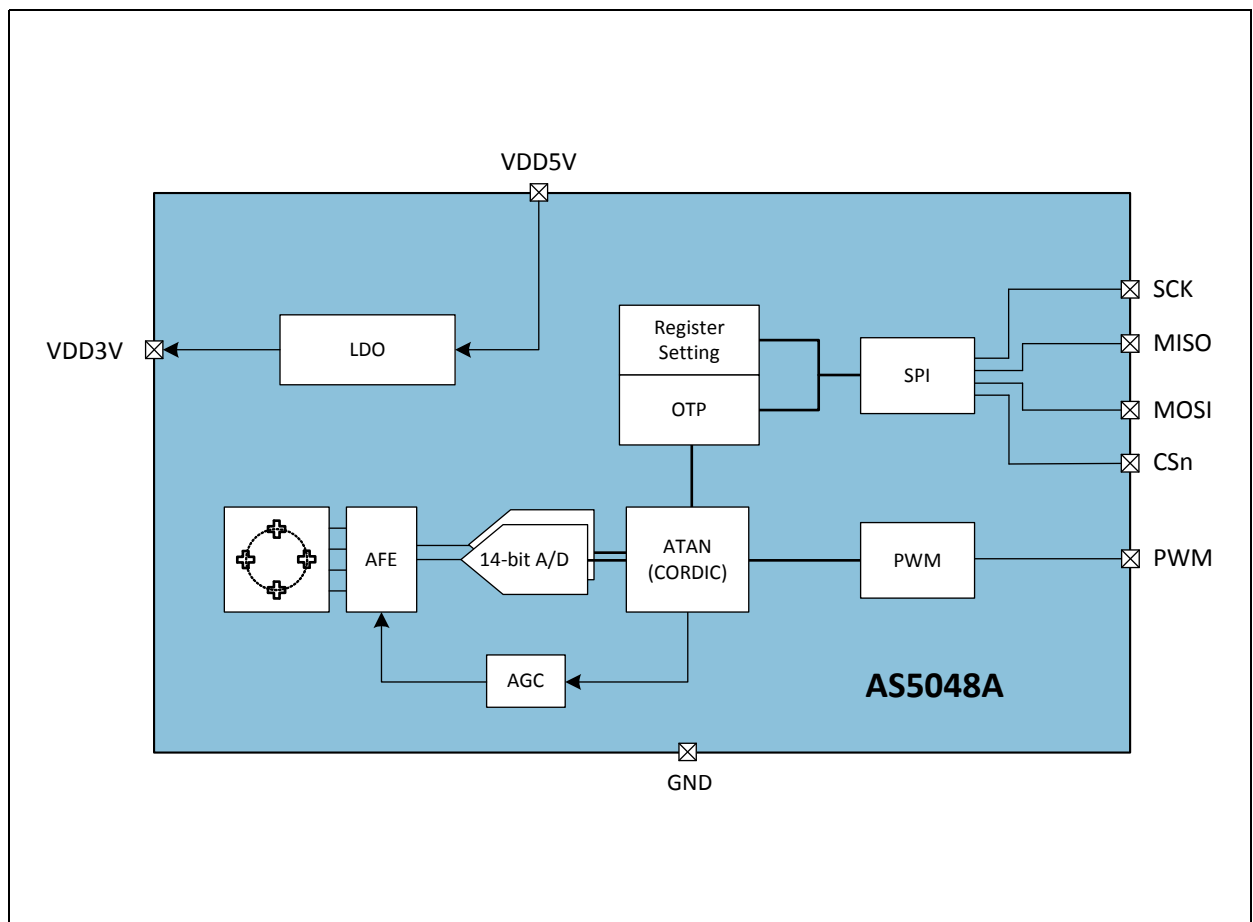 VDD5V
VDD3V
LDO
Register
Setting
OTP
SPI
SCK
MISO
MOSI
CSn
AFE
14-bit A/D
ATAN
(CORDIC)
PWM
PWM
AGC
AS5048A
GND